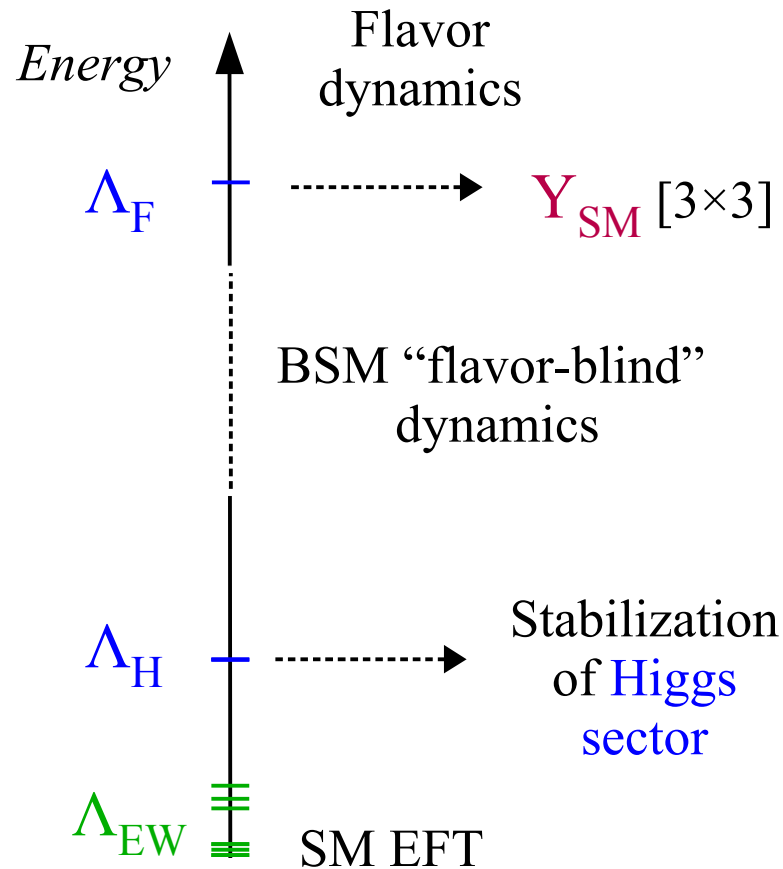 Energy
Flavor
dynamics
Λ_F
Y_SM [3×3]
BSM “flavor-blind”
dynamics
Λ_H
Stabilization
of Higgs
sector
Λ_EW
SM EFT